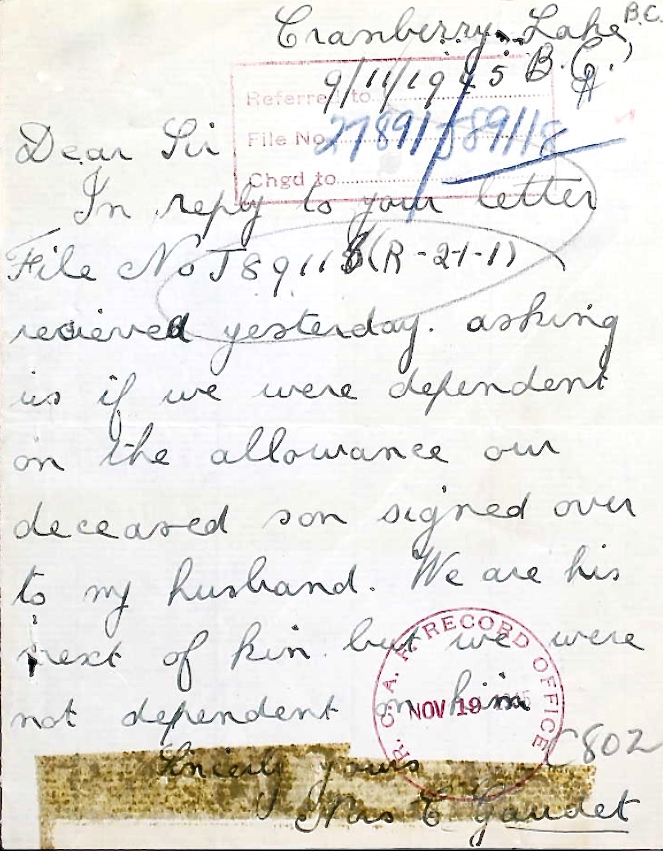 Cranberry Lake, B.C.
B.C.,
9/11/1945
Referred to
File No 27891/J89118
Chgd to
Dear Sir
In reply to your letter
File No J89118 (R-21-1)
recieved yesterday. asking
us if we were dependent
on the allowance our
deceased son signed over
to my husband. We are his
next of kin but we were
not dependent on him
R.C.A.F. RECORD OFFICE
NOV 19 1945
C802
yours
Mrs E Gaudet